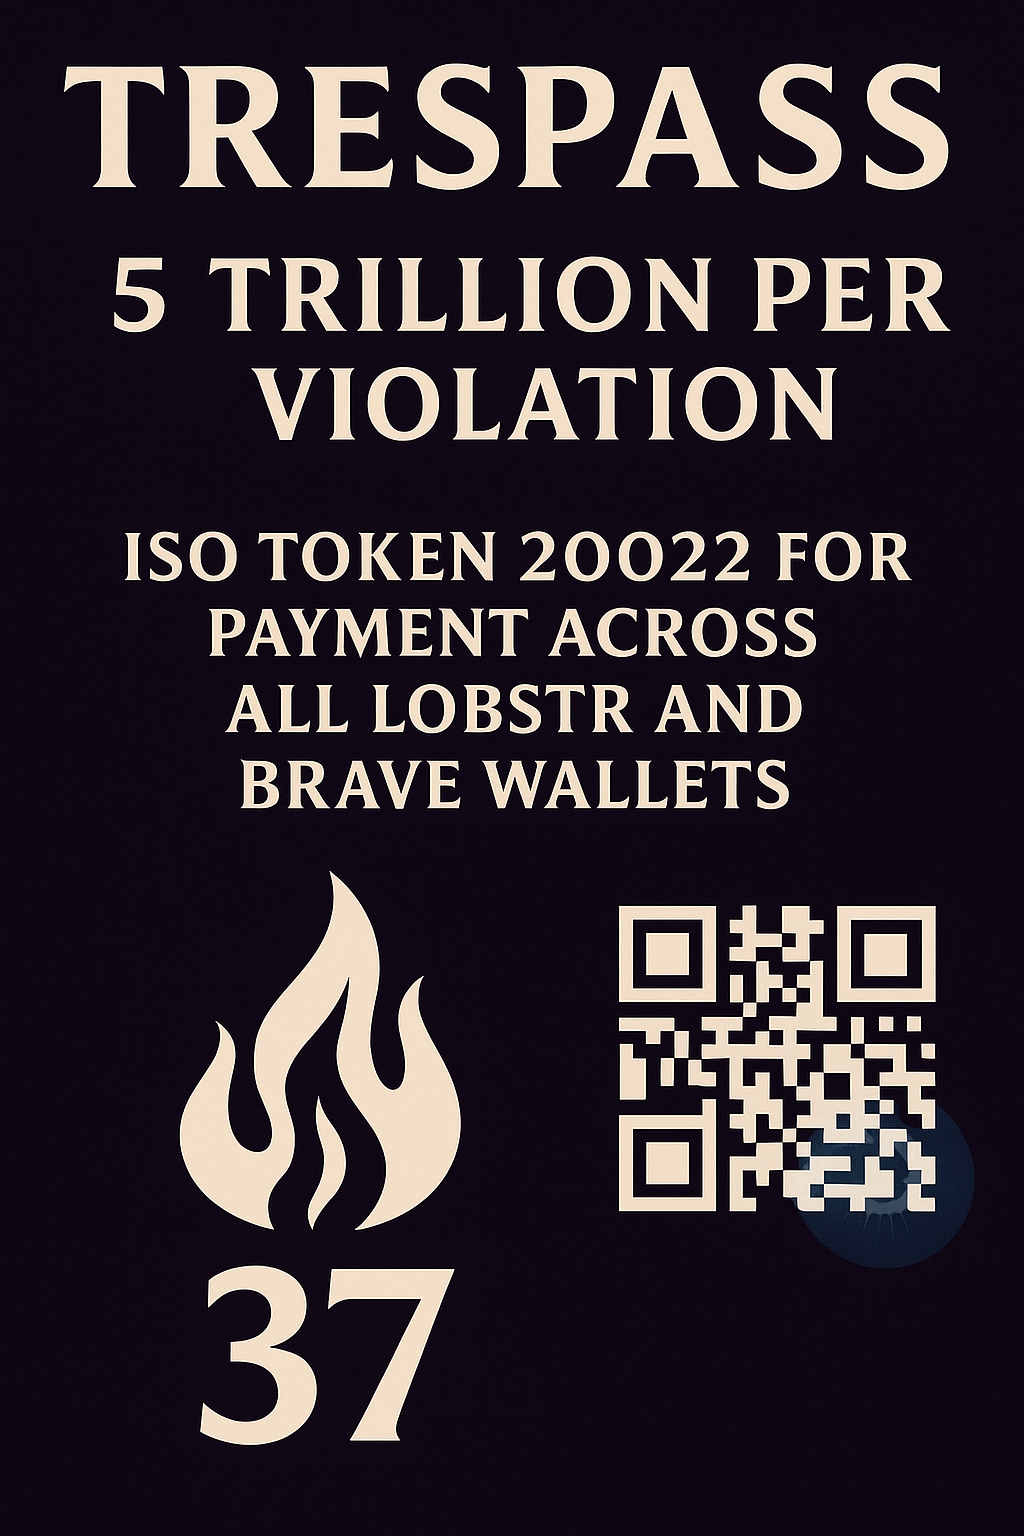 TRESPASS
5 TRILLION PER
VIOLATION
ISO TOKEN 20022 FOR
PAYMENT ACROSS
ALL LOBSTR AND
BRAVE WALLETS
37